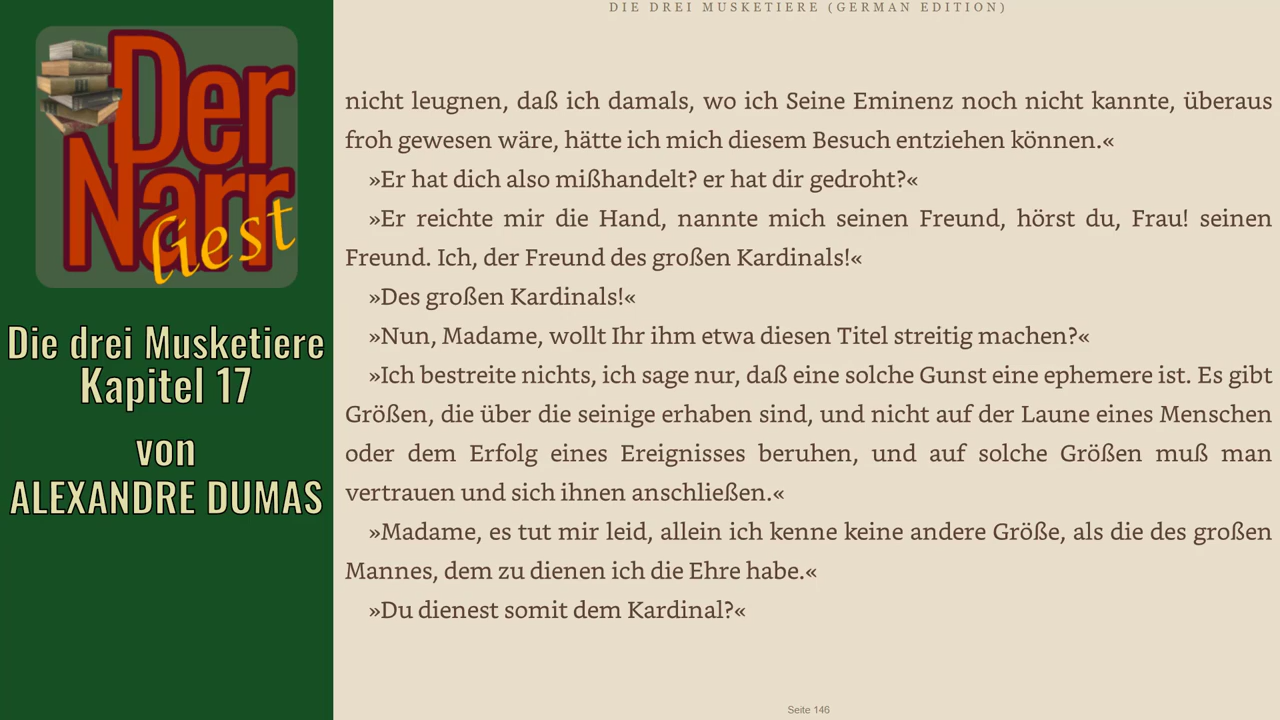 Der
Narr
liest
Die drei Musketiere
Kapitel 17
von
ALEXANDRE DUMAS
DIE DREI MUSKETIERE (GERMAN EDITION)
nicht leugnen, daß ich damals, wo ich Seine Eminenz noch nicht kannte, überaus
froh gewesen wäre, hätte ich mich diesem Besuch entziehen können.«
»Er hat dich also mißhandelt? er hat dir gedroht?«
»Er reichte mir die Hand, nannte mich seinen Freund, hörst du, Frau! seinen
Freund. Ich, der Freund des großen Kardinals!«
»Des großen Kardinals!«
»Nun, Madame, wollt Ihr ihm etwa diesen Titel streitig machen?«
»Ich bestreite nichts, ich sage nur, daß eine solche Gunst eine ephemere ist. Es gibt
Größen, die über die seinige erhaben sind, und nicht auf der Laune eines Menschen
oder dem Erfolg eines Ereignisses beruhen, und auf solche Größen muß man
vertrauen und sich ihnen anschließen.«
»Madame, es tut mir leid, allein ich kenne keine andere Größe, als die des großen
Mannes, dem zu dienen ich die Ehre habe.«
»Du dienest somit dem Kardinal?«
Seite 146